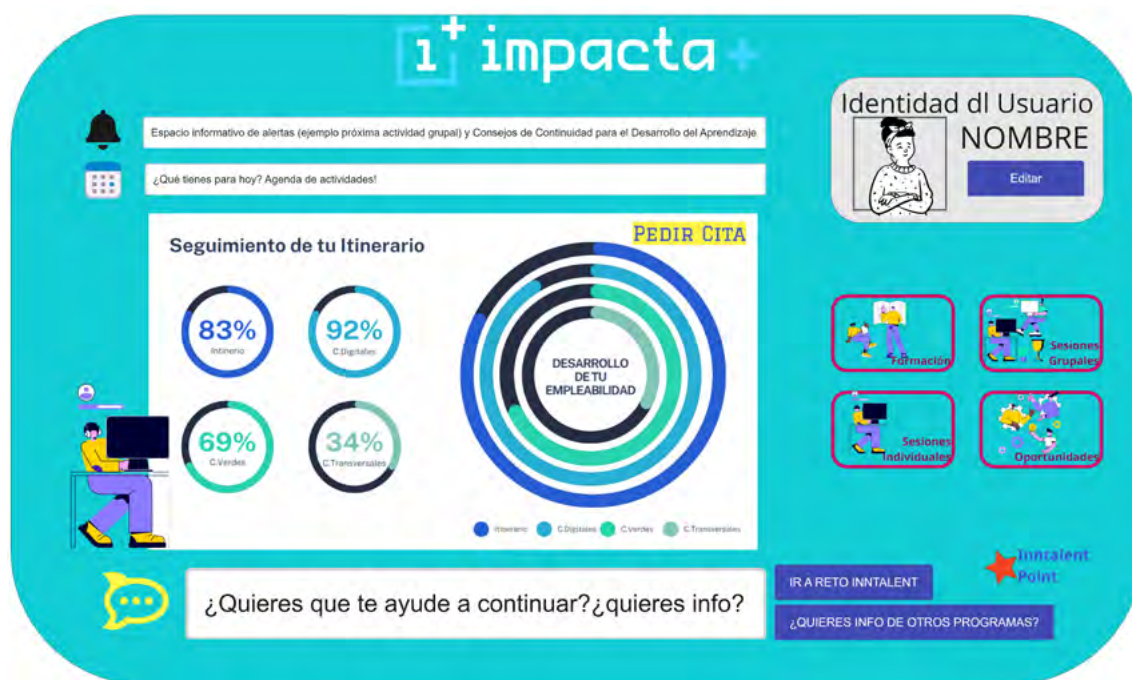 i+ impacta+
Espacio informativo de alertas (ejemplo próxima actividad grupal) y Consejos de Continuidad para el Desarrollo del Aprendizaje
¿Qué tienes para hoy? Agenda de actividades!
Identidad dl Usuario
NOMBRE
Editar
Seguimiento de tu Itinerario
PEDIR CITA
83%
Intinerio
92%
C.Digitales
69%
C.Verdes
34%
C.Transversales
DESARROLLO
DE TU
EMPLEABILIDAD
Itinerario C.Digitales C.Verdes C.Transversales
Formación
Sesiones
Grupales
Sesiones
Individuales
Oportunidades
Inntalent
Point
¿Quieres que te ayude a continuar?¿quieres info?
IR A RETO INNTALENT
¿QUIERES INFO DE OTROS PROGRAMAS?